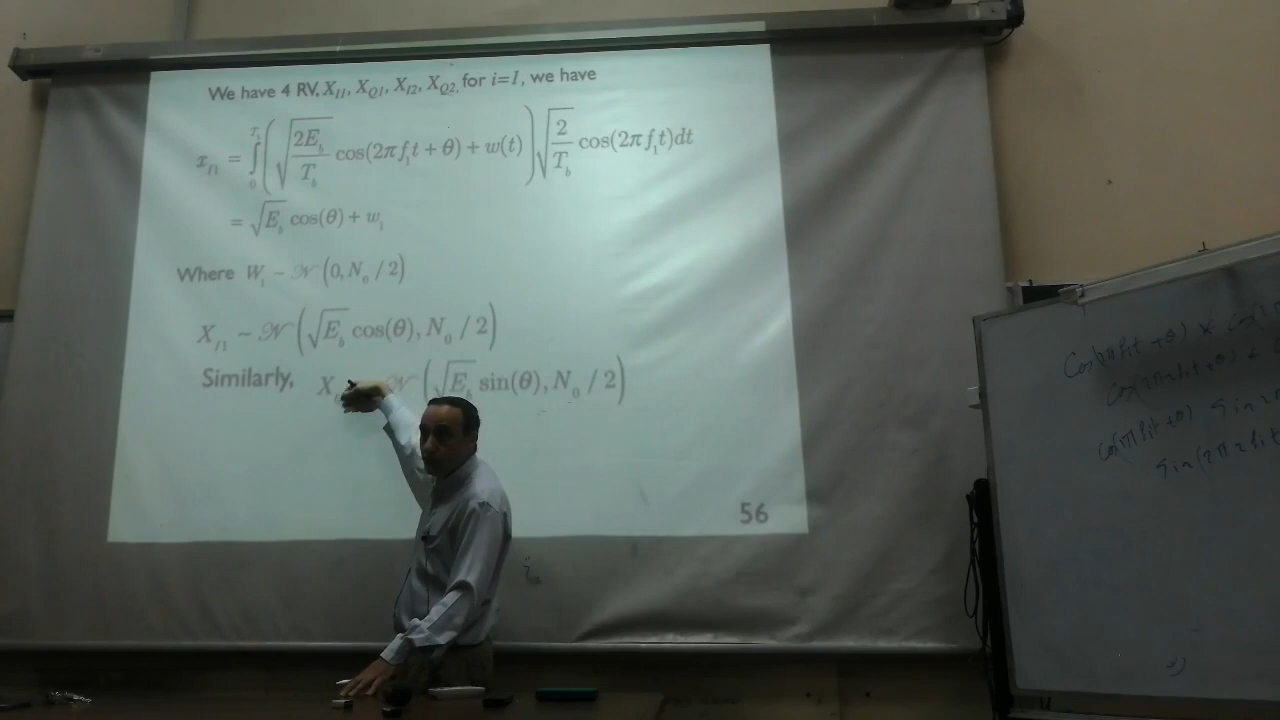 We have 4 RV, X_{I1}, X_{Q1}, X_{I2}, X_{Q2}, for i=1, we have
x_{I1} = ∫_0^{T_b} ( √(2E_b/T_b) cos(2πf_1t + θ) + w(t) ) √(2/T_b) cos(2πf_1t)dt
= √E_b cos(θ) + w_1
Where W_1 ~ 𝒩 (0, N_0 / 2)
X_{I1} ~ 𝒩 (√E_b cos(θ), N_0 / 2)
Similarly, X 𝒩 (√E_b sin(θ), N_0 / 2)
56